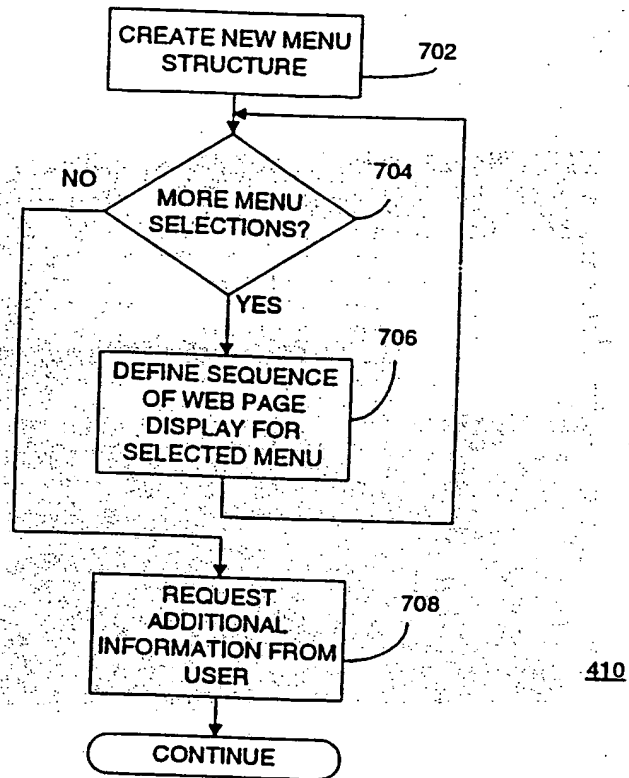 CREATE NEW MENU
STRUCTURE
702
NO
704
MORE MENU
SELECTIONS?
YES
706
DEFINE SEQUENCE
OF WEB PAGE
DISPLAY FOR
SELECTED MENU
REQUEST
ADDITIONAL
INFORMATION FROM
USER
708
410
CONTINUE